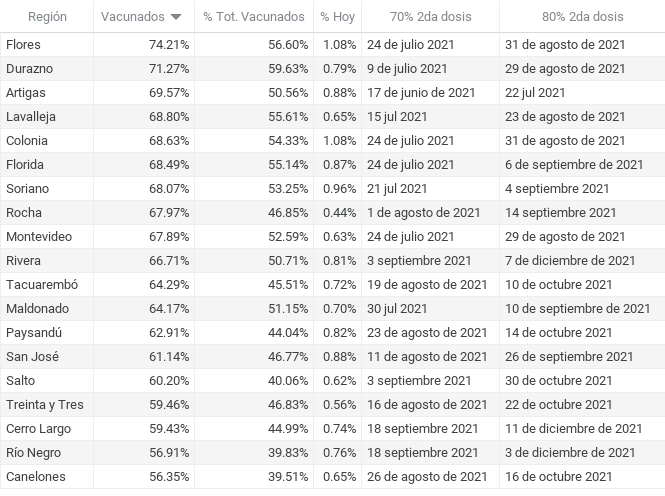 Región Vacunados % Tot. Vacunados % Hoy 70% 2da dosis 80% 2da dosis
Flores 74.21% 56.60% 1.08% 24 de julio 2021 31 de agosto de 2021
Durazno 71.27% 59.63% 0.79% 9 de julio 2021 29 de agosto de 2021
Artigas 69.57% 50.56% 0.88% 17 de junio de 2021 22 jul 2021
Lavalleja 68.80% 55.61% 0.65% 15 jul 2021 23 de agosto de 2021
Colonia 68.63% 54.33% 1.08% 24 de julio 2021 31 de agosto de 2021
Florida 68.49% 55.14% 0.87% 24 de julio 2021 6 de septiembre de 2021
Soriano 68.07% 53.25% 0.96% 21 jul 2021 4 septiembre 2021
Rocha 67.97% 46.85% 0.44% 1 de agosto de 2021 14 septiembre 2021
Montevideo 67.89% 52.59% 0.63% 24 de julio 2021 29 de agosto de 2021
Rivera 66.71% 50.71% 0.81% 3 septiembre 2021 7 de diciembre de 2021
Tacuarembó 64.29% 45.51% 0.72% 19 de agosto de 2021 10 de octubre 2021
Maldonado 64.17% 51.15% 0.70% 30 jul 2021 10 de septiembre de 2021
Paysandú 62.91% 44.04% 0.82% 23 de agosto de 2021 14 de octubre 2021
San José 61.14% 46.77% 0.88% 11 de agosto de 2021 26 de septiembre 2021
Salto 60.20% 40.06% 0.62% 3 septiembre 2021 30 de octubre 2021
Treinta y Tres 59.46% 46.83% 0.56% 16 de agosto de 2021 22 de octubre 2021
Cerro Largo 59.43% 44.99% 0.74% 18 septiembre 2021 11 de diciembre de 2021
Río Negro 56.91% 39.83% 0.76% 18 septiembre 2021 3 de diciembre de 2021
Canelones 56.35% 39.51% 0.65% 26 de agosto de 2021 16 de octubre 2021